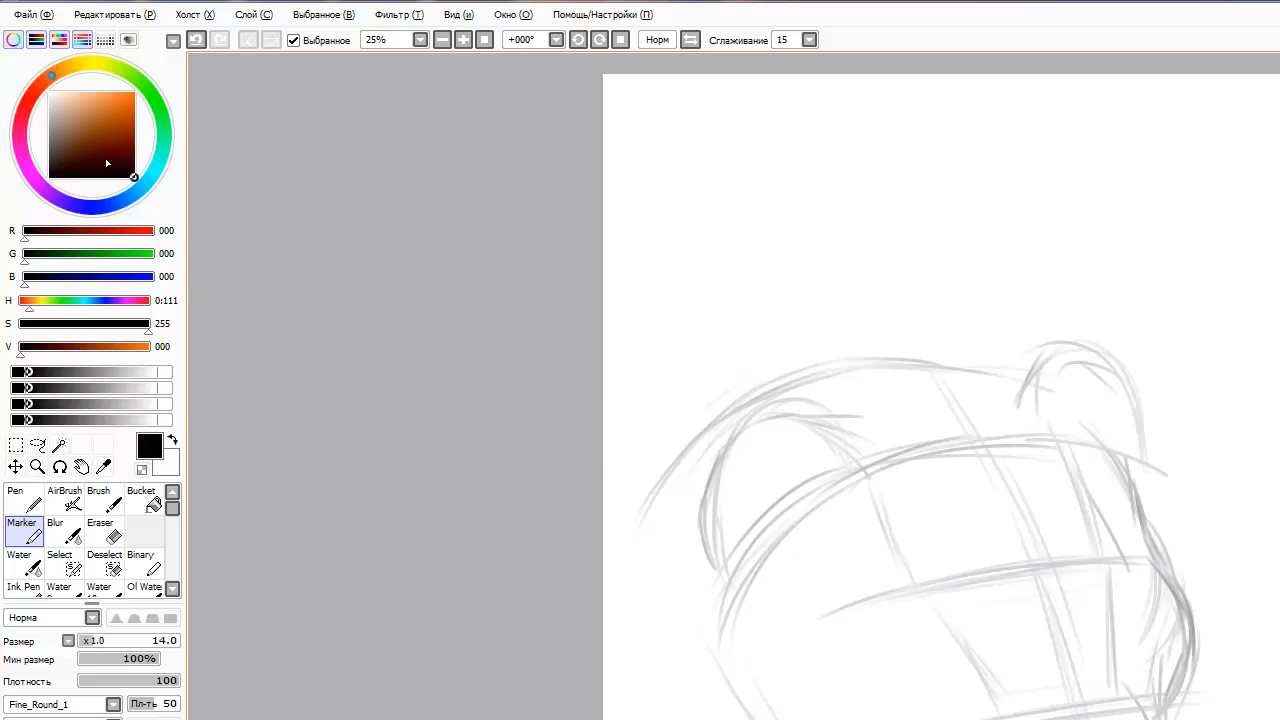 Файл (Ф) Редактировать (Р) Холст (X) Слой (C) Выбранное (B) Фильтр (T) Вид (и) Окно (O) Помощь/Настройки (П)
Выбранное 25% +000° Норм Сглаживание 15
R 000
G 000
B 000
H 0:111
S 255
V 000
Pen AirBrush Brush Bucket
Marker Blur Eraser
Water Select Deselect Binary
Ink Pen Water Water Ol Wate
Норма
Размер x 1.0 14.0
Мин размер 100%
Плотность 100
Fine_Round_1 Пл-ть 50